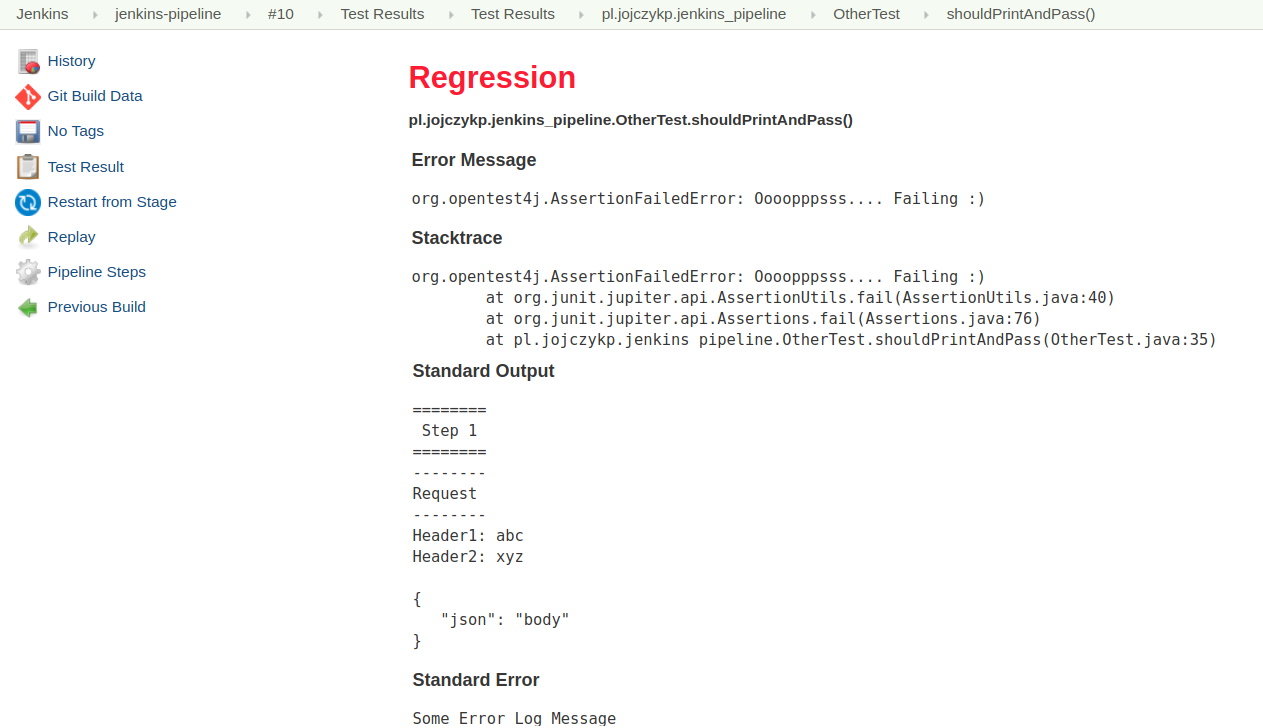 Jenkins jenkins-pipeline #10 Test Results Test Results pl.jojczykp.jenkins_pipeline OtherTest shouldPrintAndPass()
History
Git Build Data
No Tags
Test Result
Restart from Stage
Replay
Pipeline Steps
Previous Build
Regression
pl.jojczykp.jenkins_pipeline.OtherTest.shouldPrintAndPass()
Error Message
org.opentest4j.AssertionFailedError: Oooopppsss.... Failing :)
Stacktrace
org.opentest4j.AssertionFailedError: Oooopppsss.... Failing :)
        at org.junit.jupiter.api.AssertionUtils.fail(AssertionUtils.java:40)
        at org.junit.jupiter.api.Assertions.fail(Assertions.java:76)
        at pl.jojczykp.jenkins pipeline.OtherTest.shouldPrintAndPass(OtherTest.java:35)
Standard Output
========
 Step 1
========
--------
Request
--------
Header1: abc
Header2: xyz
{
   "json": "body"
}
Standard Error
Some Error Log Message